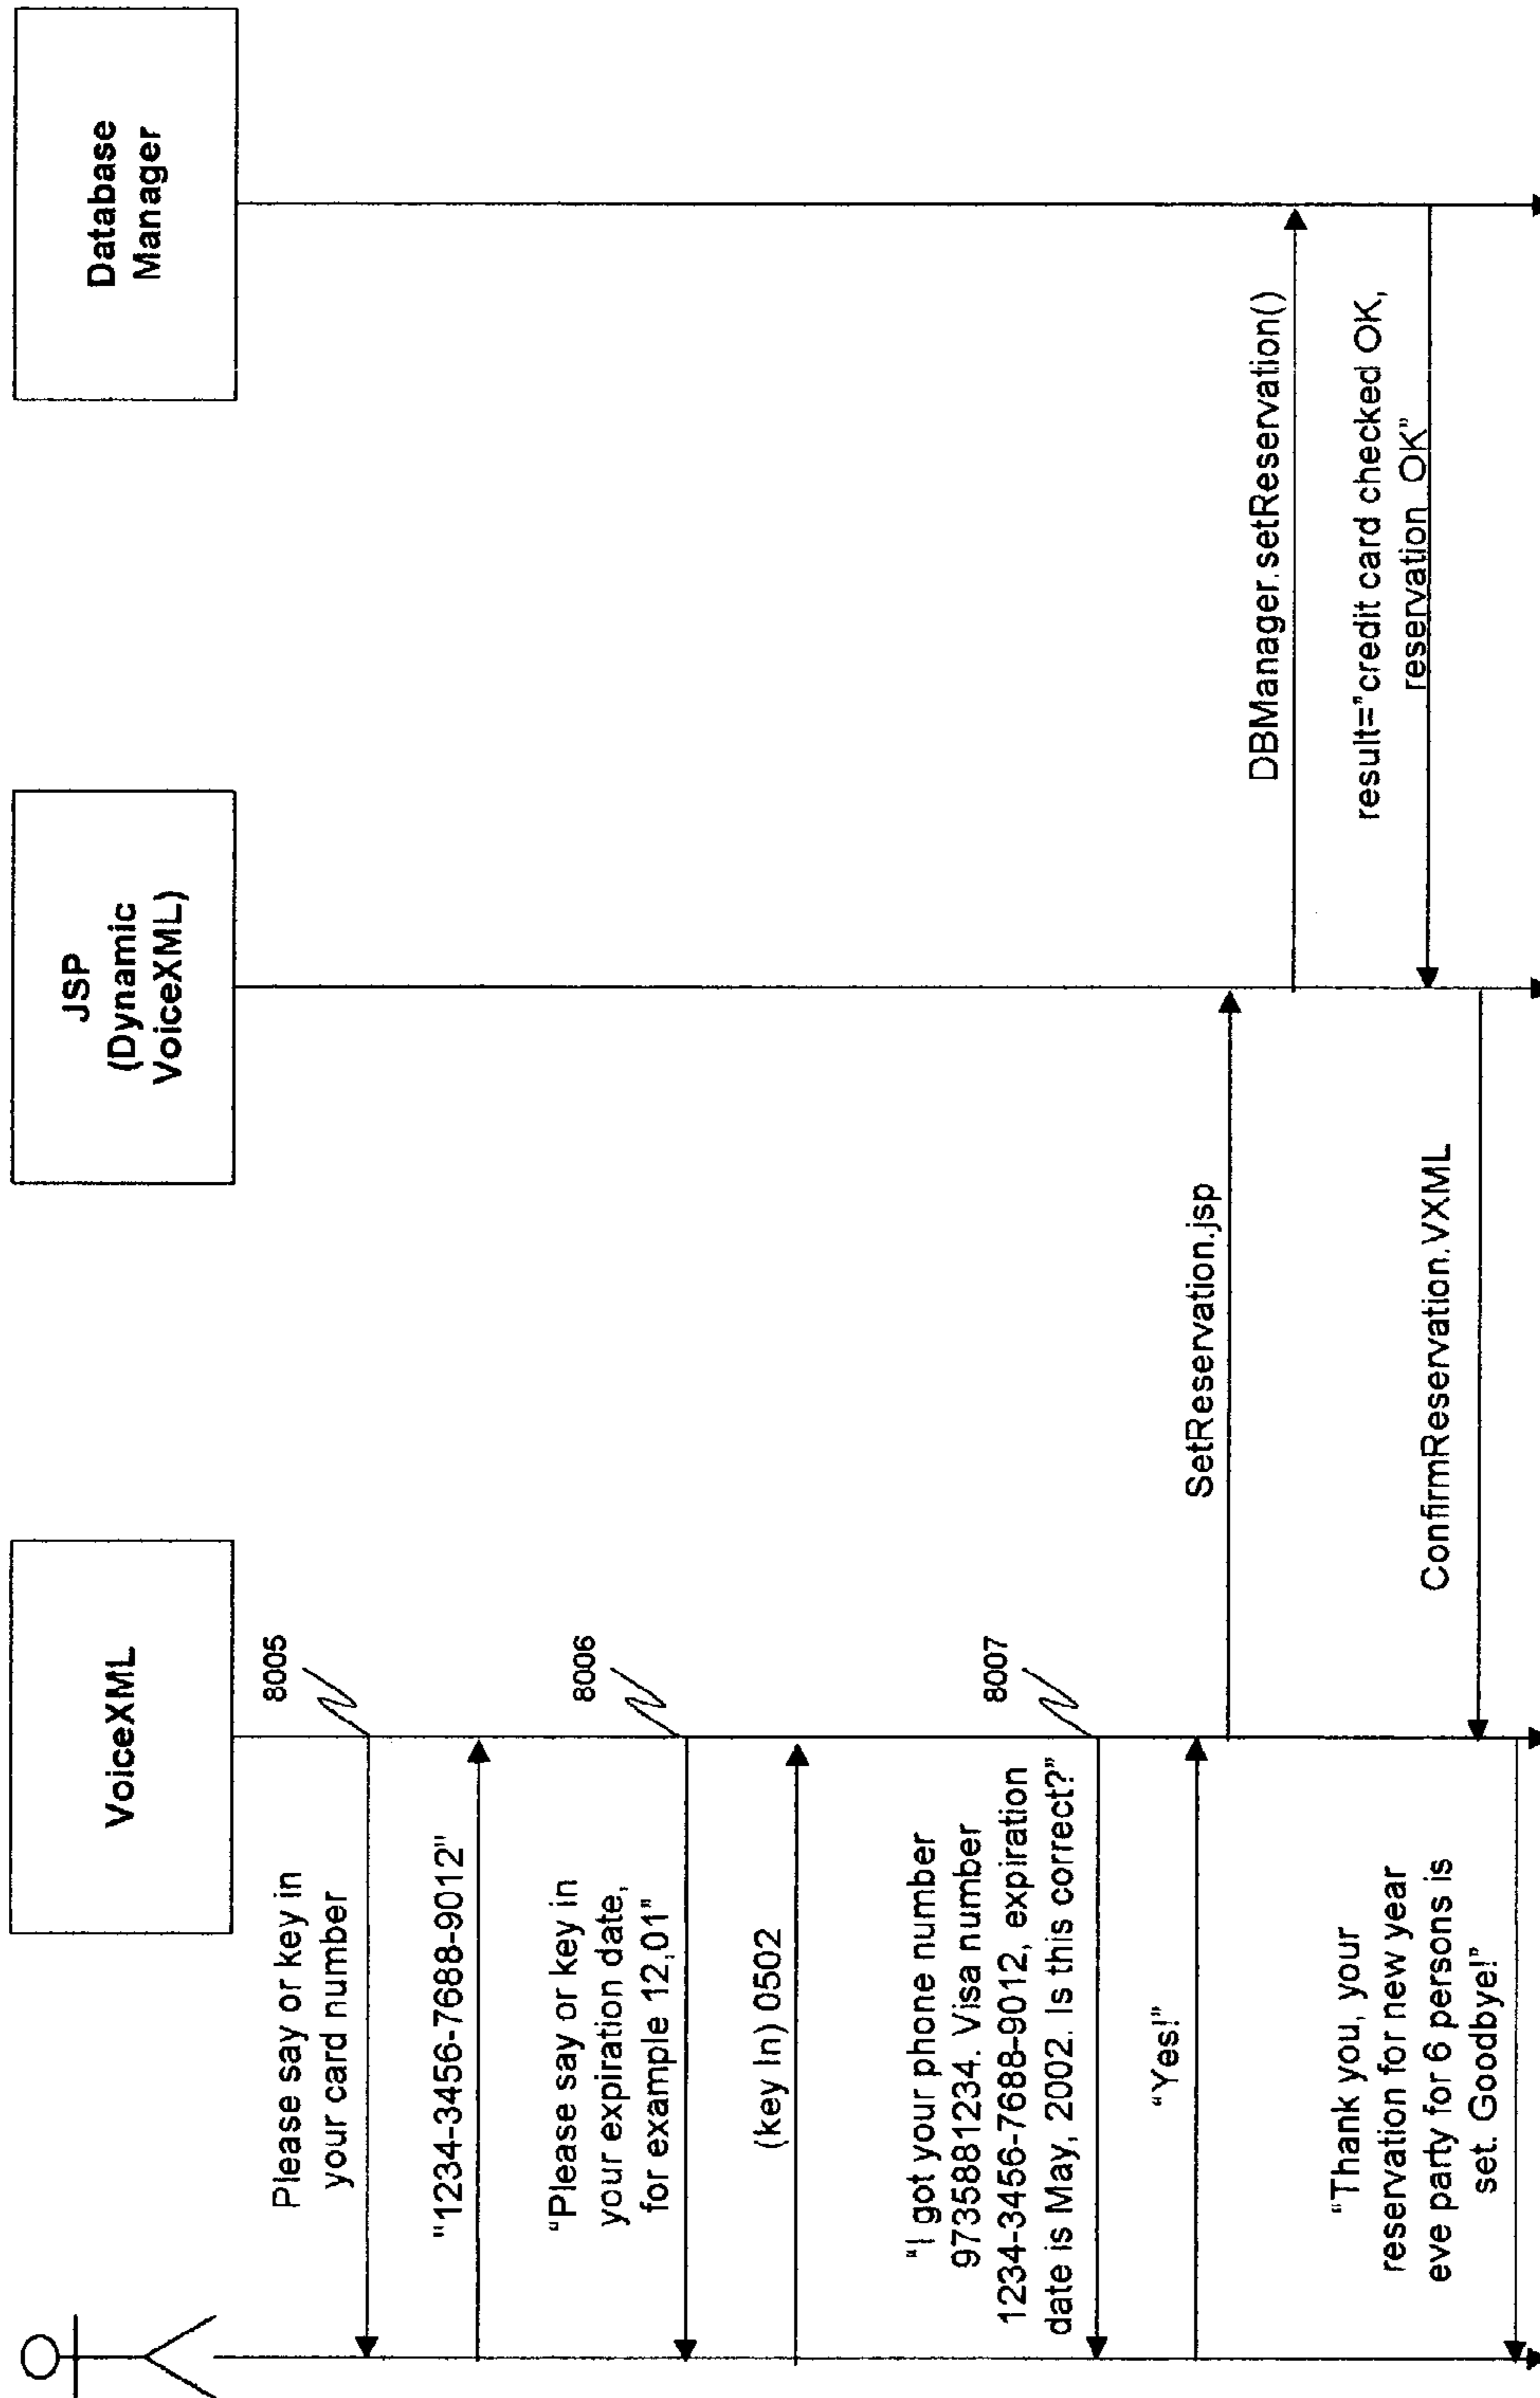 VoiceXML
JSP
(Dynamic
VoiceXML)
Database
Manager
8005
Please say or key in
your card number
"1234-3456-7688-9012"
8006
“Please say or key in
your expiration date,
for example 12,01”
(key In) 0502
8007
“I got your phone number
9735881234. Visa number
1234-3456-7688-9012, expiration
date is May, 2002. Is this correct?”
“Yes!”
SetReservation.jsp
DBManager.setReservation()
result=”credit card checked OK,
reservation OK”
ConfirmReservation.VXML
“Thank you, your
reservation for new year
eve party for 6 persons is
set. Goodbye!”